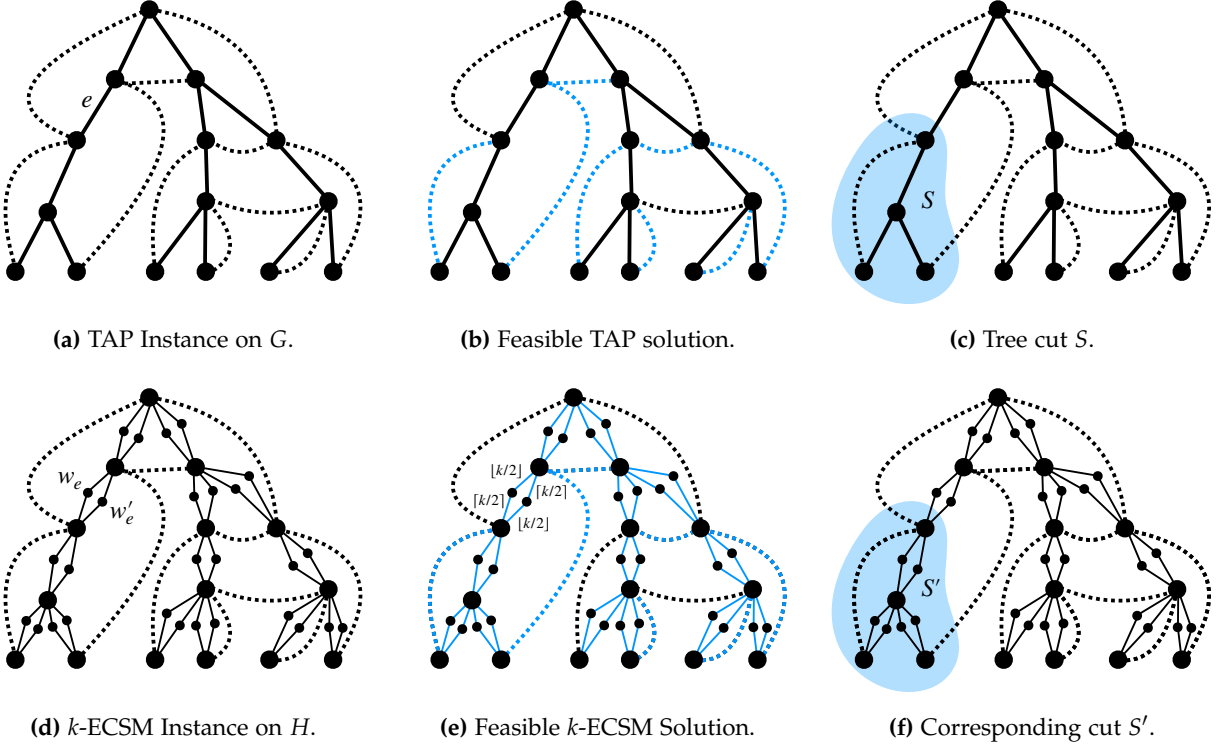 e
S
(a) TAP Instance on G.
(b) Feasible TAP solution.
(c) Tree cut S.
w_e
w'_e
⌊k/2⌋
⌈k/2⌉
⌈k/2⌉
⌊k/2⌋
S′
(d) k-ECSM Instance on H.
(e) Feasible k-ECSM Solution.
(f) Corresponding cut S′.